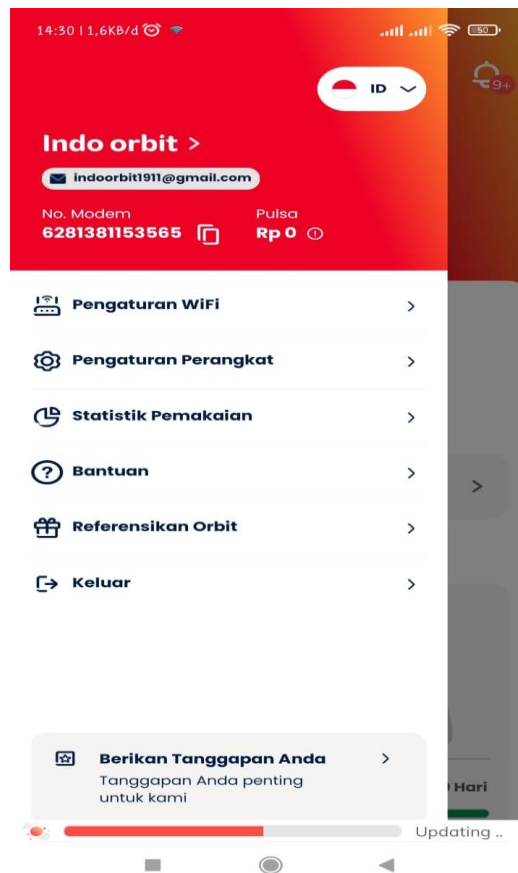 14:30 | 1,6KB/d
50
ID
9+
Indo orbit >
indoorbit1911@gmail.com
No. Modem
Pulsa
6281381153565
Rp 0
Pengaturan WiFi
Pengaturan Perangkat
Statistik Pemakaian
Bantuan
Referensikan Orbit
Keluar
Berikan Tanggapan Anda
Tanggapan Anda penting
untuk kami
Hari
Updating ..